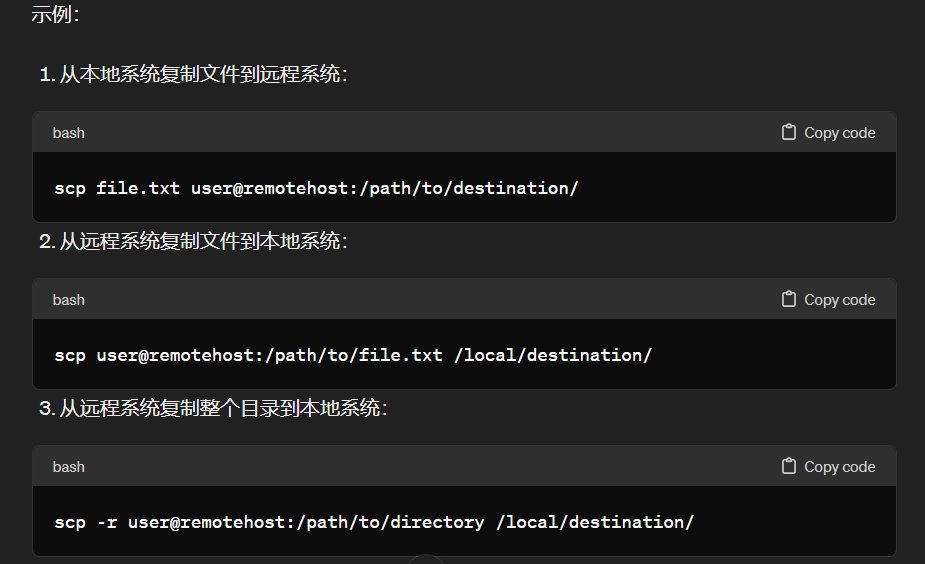 示例：
1. 从本地系统复制文件到远程系统：
bash Copy code
scp file.txt user@remotehost:/path/to/destination/
2. 从远程系统复制文件到本地系统：
bash Copy code
scp user@remotehost:/path/to/file.txt /local/destination/
3. 从远程系统复制整个目录到本地系统：
bash Copy code
scp -r user@remotehost:/path/to/directory /local/destination/